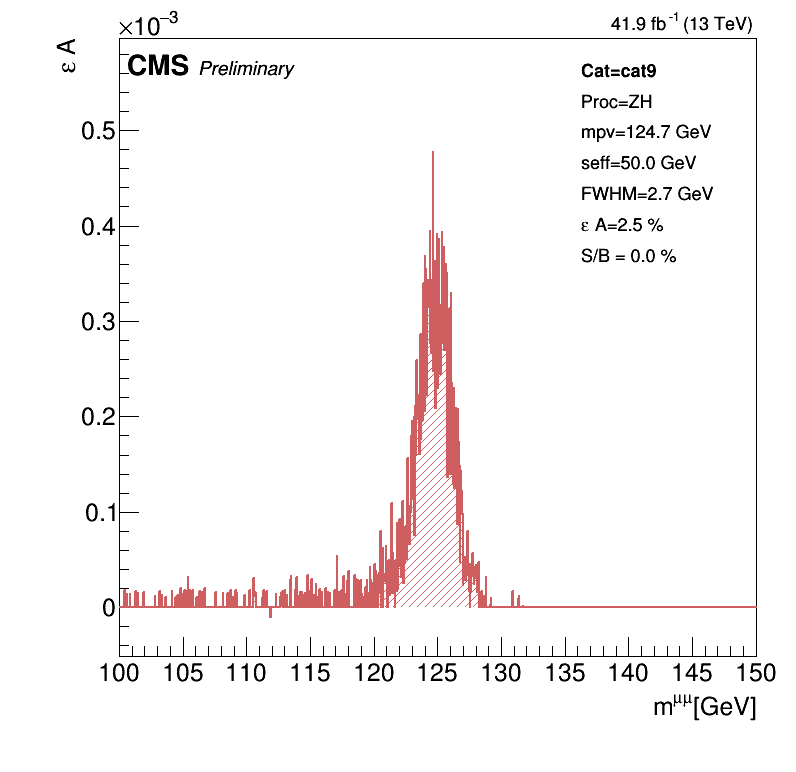 ×10⁻³
41.9 fb⁻¹ (13 TeV)
ε A
CMS Preliminary
Cat=cat9
Proc=ZH
mpv=124.7 GeV
seff=50.0 GeV
FWHM=2.7 GeV
ε A=2.5 %
S/B = 0.0 %
0.5
0.4
0.3
0.2
0.1
0
100 105 110 115 120 125 130 135 140 145 150
m^μμ[GeV]